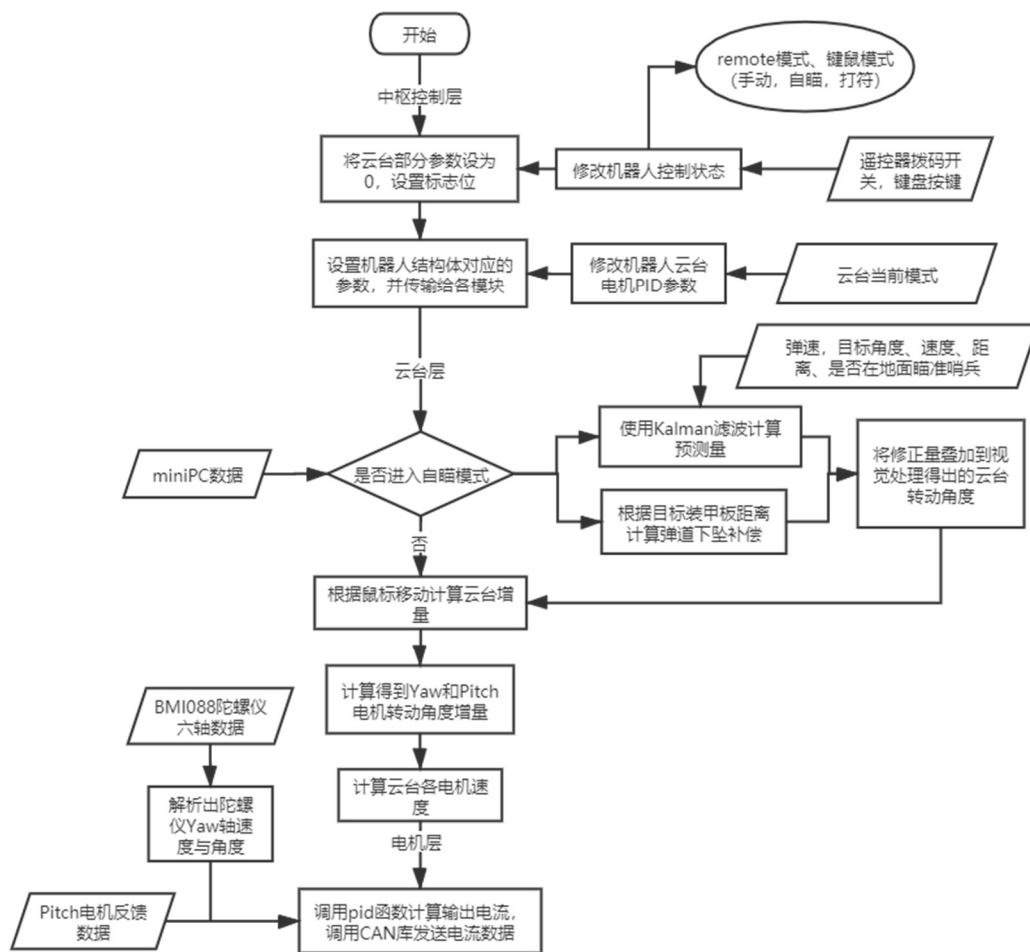 开始
remote模式、键鼠模式
（手动，自瞄，打符）
中枢控制层
将云台部分参数设为
0，设置标志位
修改机器人控制状态
遥控器拨码开
关，键盘按键
设置机器人结构体对应的
参数，并传输给各模块
修改机器人云台
电机PID参数
云台当前模式
云台层
弹速，目标角度、速度、距
离、是否在地面瞄准哨兵
miniPC数据
是否进入自瞄模式
使用Kalman滤波计算
预测量
将修正量叠加到视
觉处理得出的云台
转动角度
根据目标装甲板距离
计算弹道下坠补偿
否
根据鼠标移动计算云台增
量
计算得到Yaw和Pitch
电机转动角度增量
BMI088陀螺仪
六轴数据
计算云台各电机速
度
解析出陀螺
仪Yaw轴速
度与角度
电机层
Pitch电机反馈
数据
调用pid函数计算输出电流，
调用CAN库发送电流数据